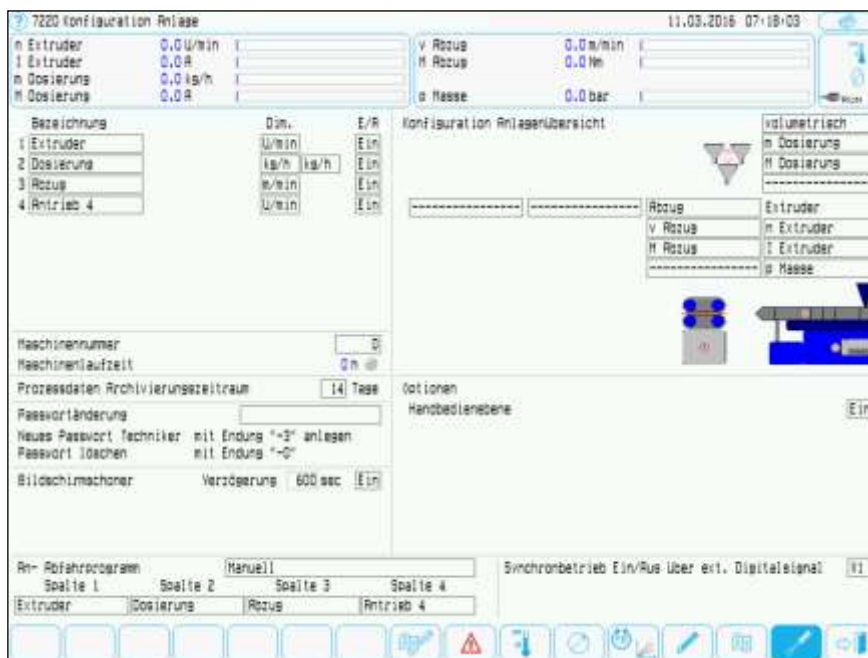 7220 Konfiguration Anlage 11.03.2016 07:18:03
n Extruder 0.0 U/min
I Extruder 0.0 A
m Dosierung 0.0 kg/h
M Dosierung 0.0 A
v Abzug 0.0 m/min
M Abzug 0.0 Nm
p Masse 0.0 bar
Bezeichnung Dim. E/A
1 Extruder U/min Ein
2 Dosierung kg/h kg/h Ein
3 Abzug m/min Ein
4 Antrieb 4 U/min Ein
Maschinennummer 0
Maschinenlaufzeit 0 h
Prozessdaten Archivierungszeitraum 14 Tage
Passwortänderung
Neues Passwort Techniker mit Endung "-3" anlegen
Passwort löschen mit Endung "-0"
Bildschirmschoner Verzögerung 600 sec Ein
Konfiguration Anlagenübersicht volumetrisch
m Dosierung
M Dosierung
---------------
--------------- --------------- Abzug Extruder
v Abzug n Extruder
M Abzug I Extruder
--------------- p Masse
Optionen
Handbedienebene Ein
An- Abfahrprogramm Manuell
Spalte 1 Spalte 2 Spalte 3 Spalte 4
Extruder Dosierung Abzug Antrieb 4
Synchronbetrieb Ein/Aus über ext. Digitalsignal